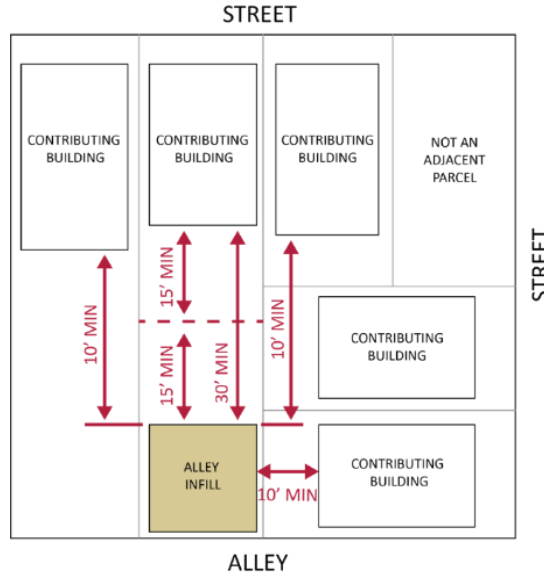 STREET
CONTRIBUTING
BUILDING
CONTRIBUTING
BUILDING
CONTRIBUTING
BUILDING
NOT AN
ADJACENT
PARCEL
STREET
15' MIN
10' MIN
15' MIN
30' MIN
10' MIN
CONTRIBUTING
BUILDING
ALLEY
INFILL
10' MIN
CONTRIBUTING
BUILDING
ALLEY